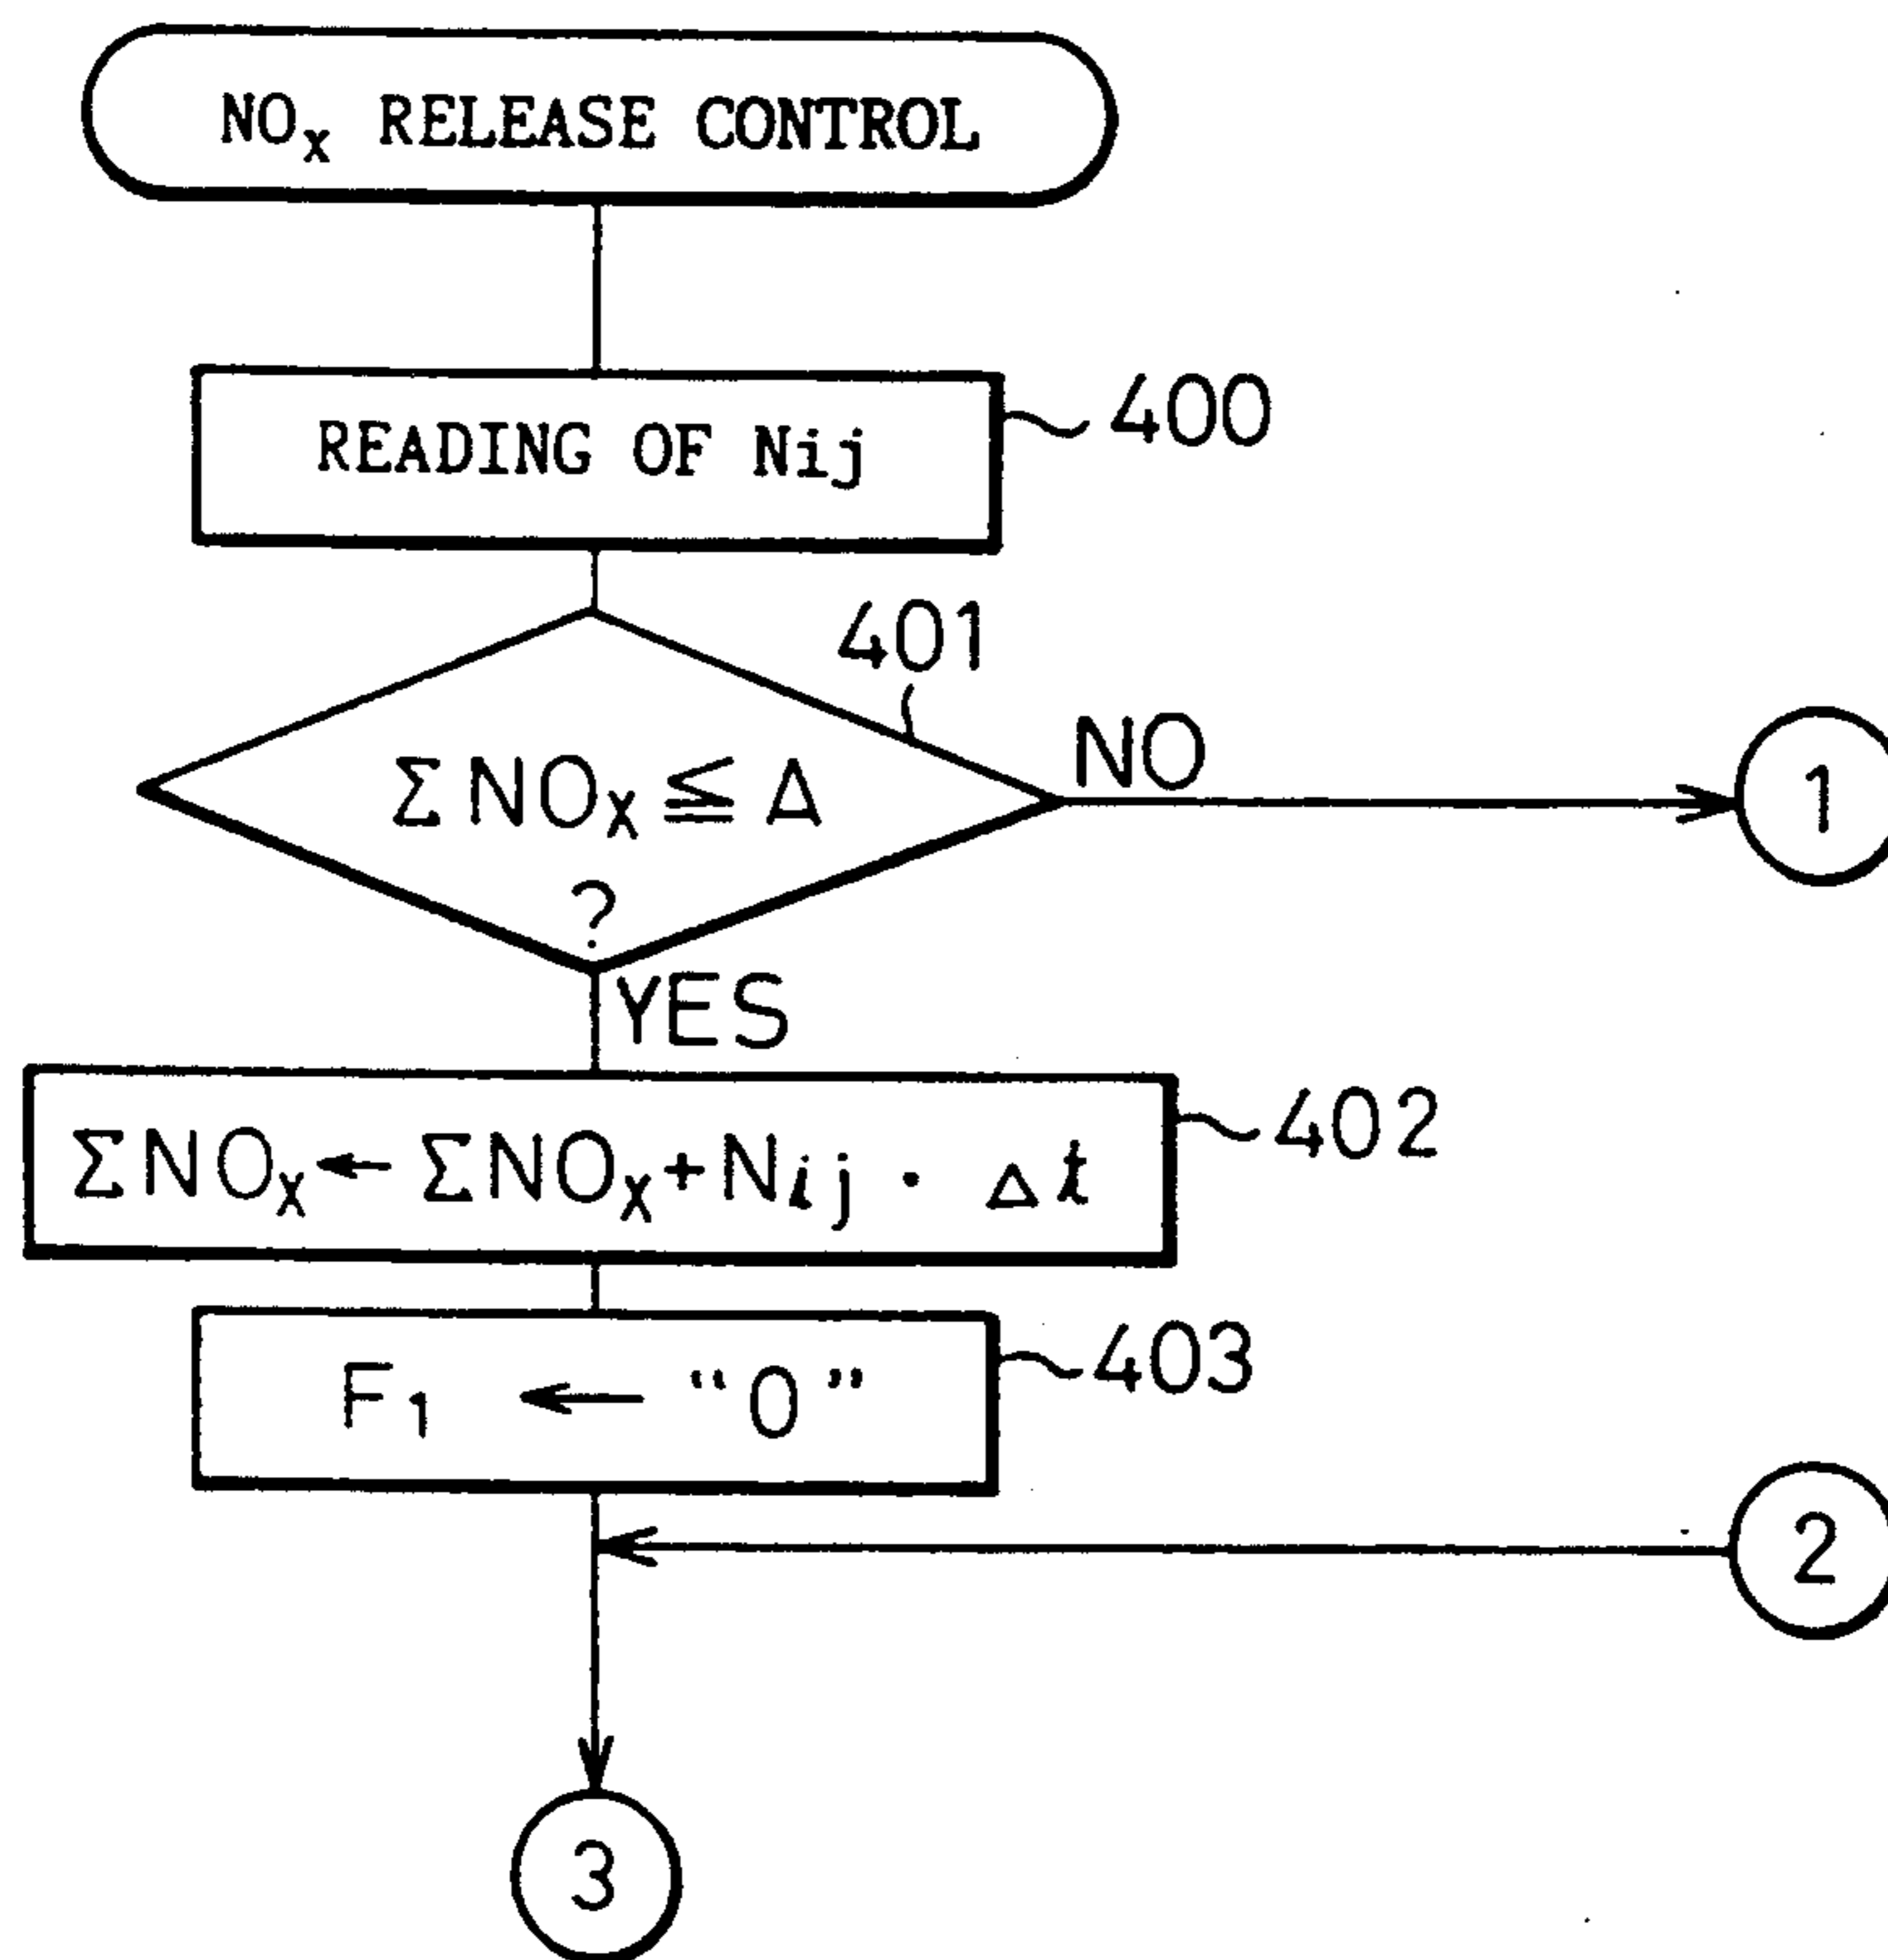 NOx RELEASE CONTROL
READING OF Nij
400
401
ΣNOx ≦ A
?
NO
1
YES
ΣNOx ← ΣNOx + Nij · Δt
402
F1 ← "0"
403
2
3